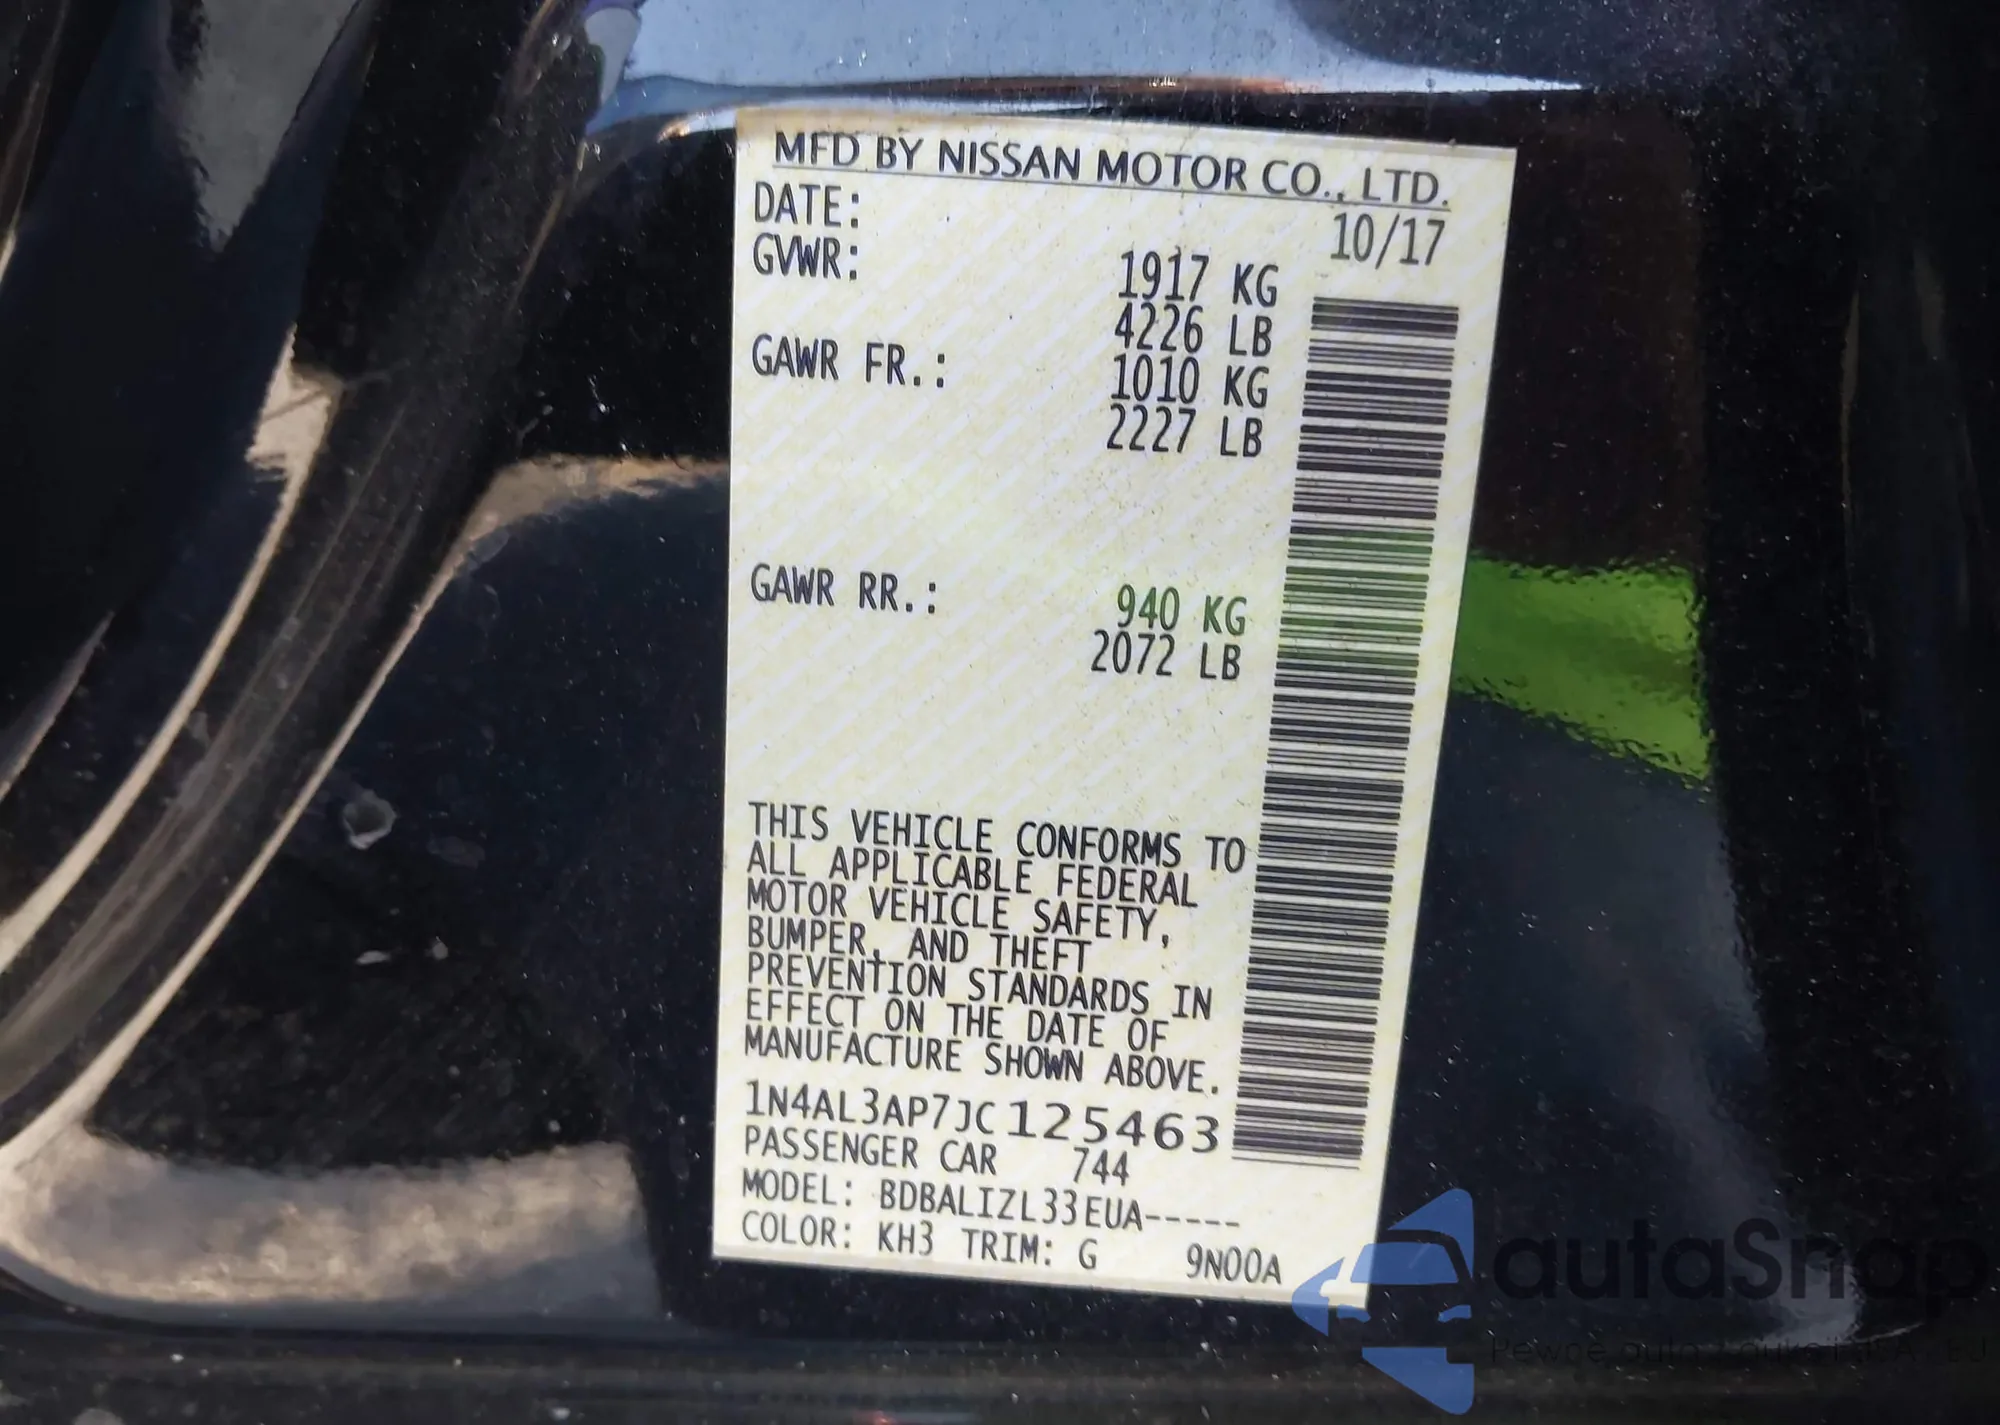 MFD BY NISSAN MOTOR CO., LTD.
DATE: 10/17
GVWR: 1917 KG
4226 LB
GAWR FR.: 1010 KG
2227 LB
GAWR RR.: 940 KG
2072 LB
THIS VEHICLE CONFORMS TO
ALL APPLICABLE FEDERAL
MOTOR VEHICLE SAFETY,
BUMPER, AND THEFT
PREVENTION STANDARDS IN
EFFECT ON THE DATE OF
MANUFACTURE SHOWN ABOVE.
1N4AL3AP7JC125463
PASSENGER CAR 744
MODEL: BDBALIZL33EUA-----
COLOR: KH3 TRIM: G 9N00A
autaSnap
Pewne auta